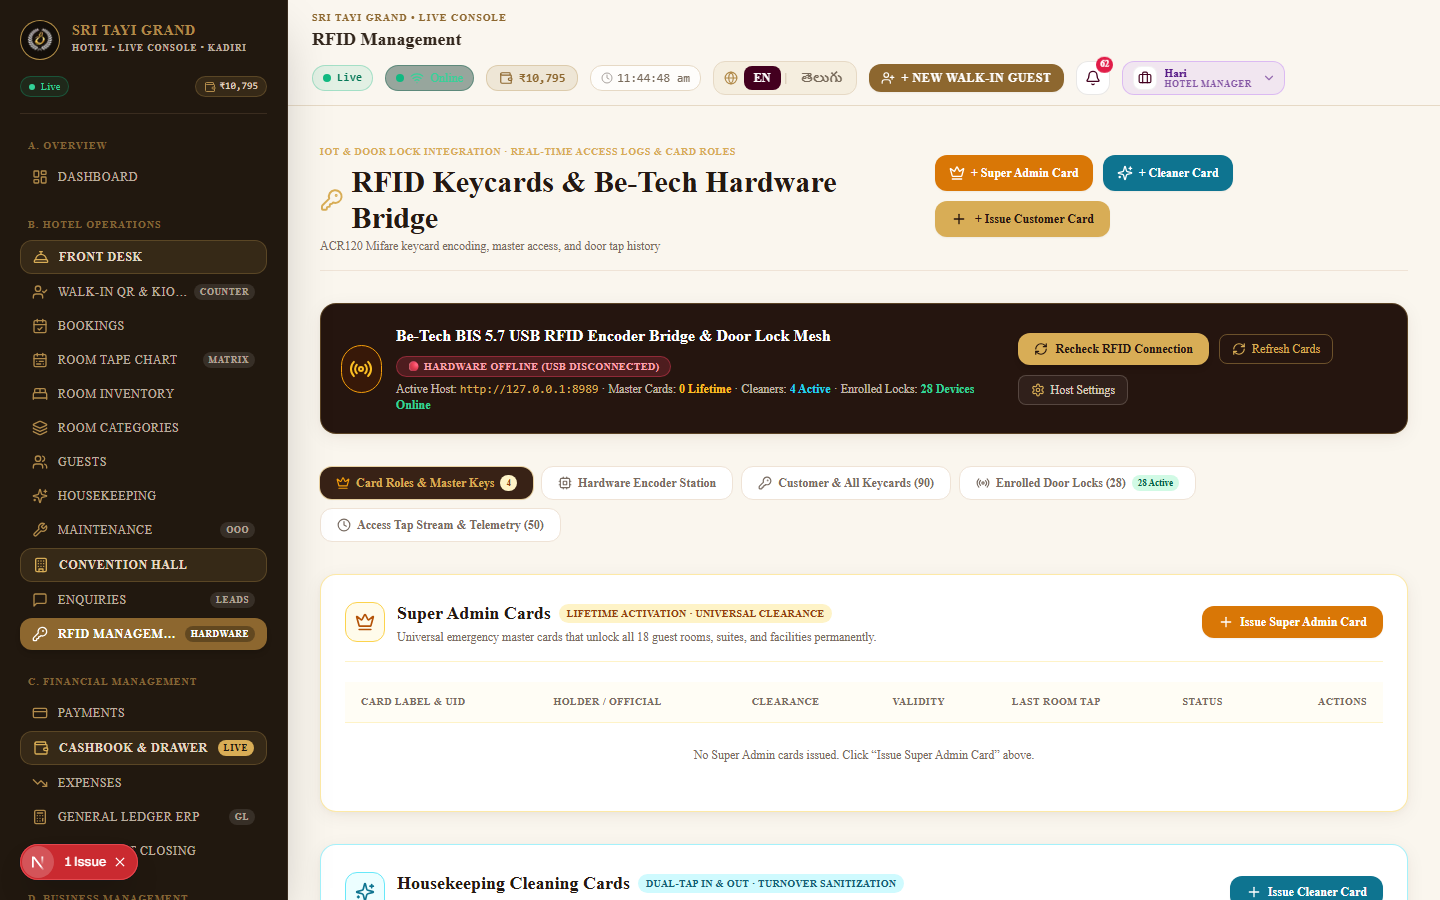 SRI TAYI GRAND
HOTEL • LIVE CONSOLE • KADIRI
Live
₹10,795
A. OVERVIEW
DASHBOARD
B. HOTEL OPERATIONS
FRONT DESK
WALK-IN QR & KIO...
COUNTER
BOOKINGS
ROOM TAPE CHART
MATRIX
ROOM INVENTORY
ROOM CATEGORIES
GUESTS
HOUSEKEEPING
MAINTENANCE
OOO
CONVENTION HALL
ENQUIRIES
LEADS
RFID MANAGEM...
HARDWARE
C. FINANCIAL MANAGEMENT
PAYMENTS
CASHBOOK & DRAWER
LIVE
EXPENSES
GENERAL LEDGER ERP
GL
CLOSING
1 Issue
D. BUSINESS MANAGEMENT
SRI TAYI GRAND • LIVE CONSOLE
RFID Management
Live
Online
₹10,795
11:44:48 am
EN
తెలుగు
+ NEW WALK-IN GUEST
62
Hari
HOTEL MANAGER
IOT & DOOR LOCK INTEGRATION · REAL-TIME ACCESS LOGS & CARD ROLES
RFID Keycards & Be-Tech Hardware
Bridge
ACR120 Mifare keycard encoding, master access, and door tap history
+ Super Admin Card
+ Cleaner Card
+ Issue Customer Card
Be-Tech BIS 5.7 USB RFID Encoder Bridge & Door Lock Mesh
HARDWARE OFFLINE (USB DISCONNECTED)
Active Host: http://127.0.0.1:8989 · Master Cards: 0 Lifetime · Cleaners: 4 Active · Enrolled Locks: 28 Devices
Online
Recheck RFID Connection
Refresh Cards
Host Settings
Card Roles & Master Keys 4
Hardware Encoder Station
Customer & All Keycards (90)
Enrolled Door Locks (28) 28 Active
Access Tap Stream & Telemetry (50)
Super Admin Cards
LIFETIME ACTIVATION · UNIVERSAL CLEARANCE
Universal emergency master cards that unlock all 18 guest rooms, suites, and facilities permanently.
Issue Super Admin Card
CARD LABEL & UID
HOLDER / OFFICIAL
CLEARANCE
VALIDITY
LAST ROOM TAP
STATUS
ACTIONS
No Super Admin cards issued. Click “Issue Super Admin Card” above.
Housekeeping Cleaning Cards
DUAL-TAP IN & OUT · TURNOVER SANITIZATION
Issue Cleaner Card